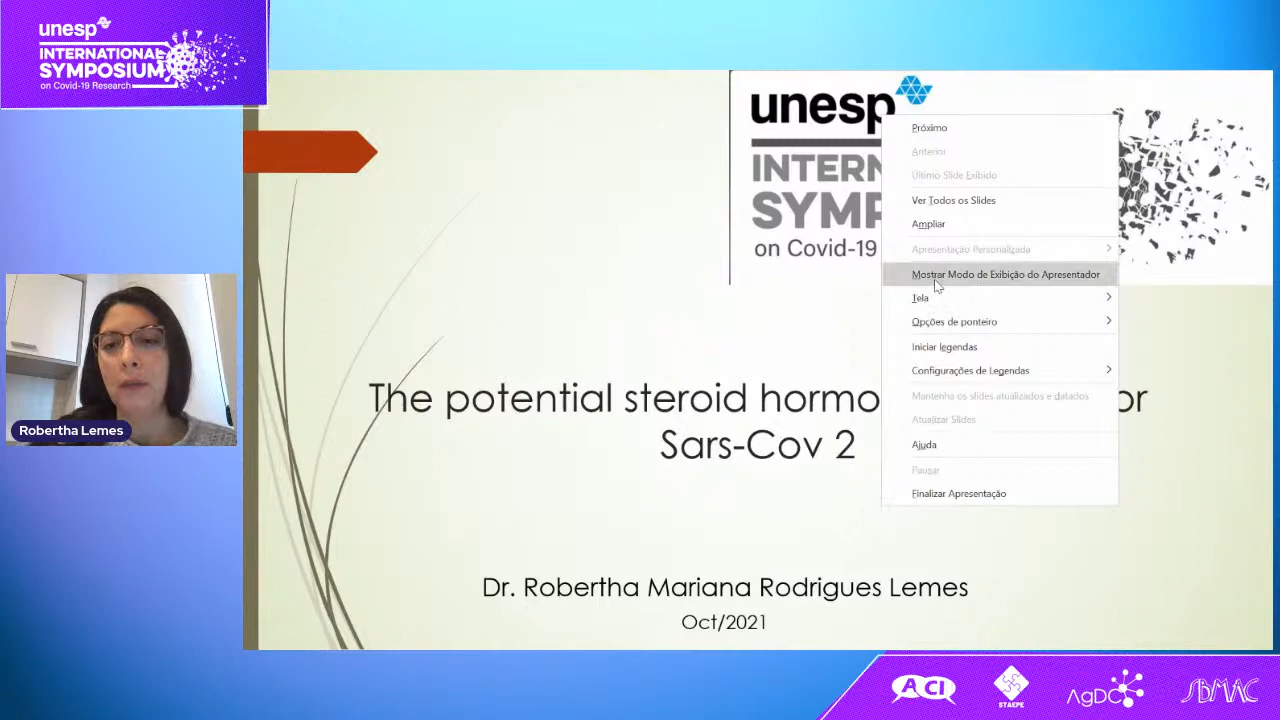 unesp
INTERNATIONAL
SYMPOSIUM
on Covid-19 Research
unesp
INTERN
SYMP
on Covid-19
Próximo
Anterior
Último Slide Exibido
Ver Todos os Slides
Ampliar
Apresentação Personalizada
Mostrar Modo de Exibição do Apresentador
Tela
Opções de ponteiro
Iniciar legendas
Configurações de Legendas
Mantenha os slides atualizados e datados
Atualizar Slides
Ajuda
Pausar
Finalizar Apresentação
The potential steroid hormo or
Sars-Cov 2
Robertha Lemes
Dr. Robertha Mariana Rodrigues Lemes
Oct/2021
ACI
STAEPE
AgDC
SBMAC